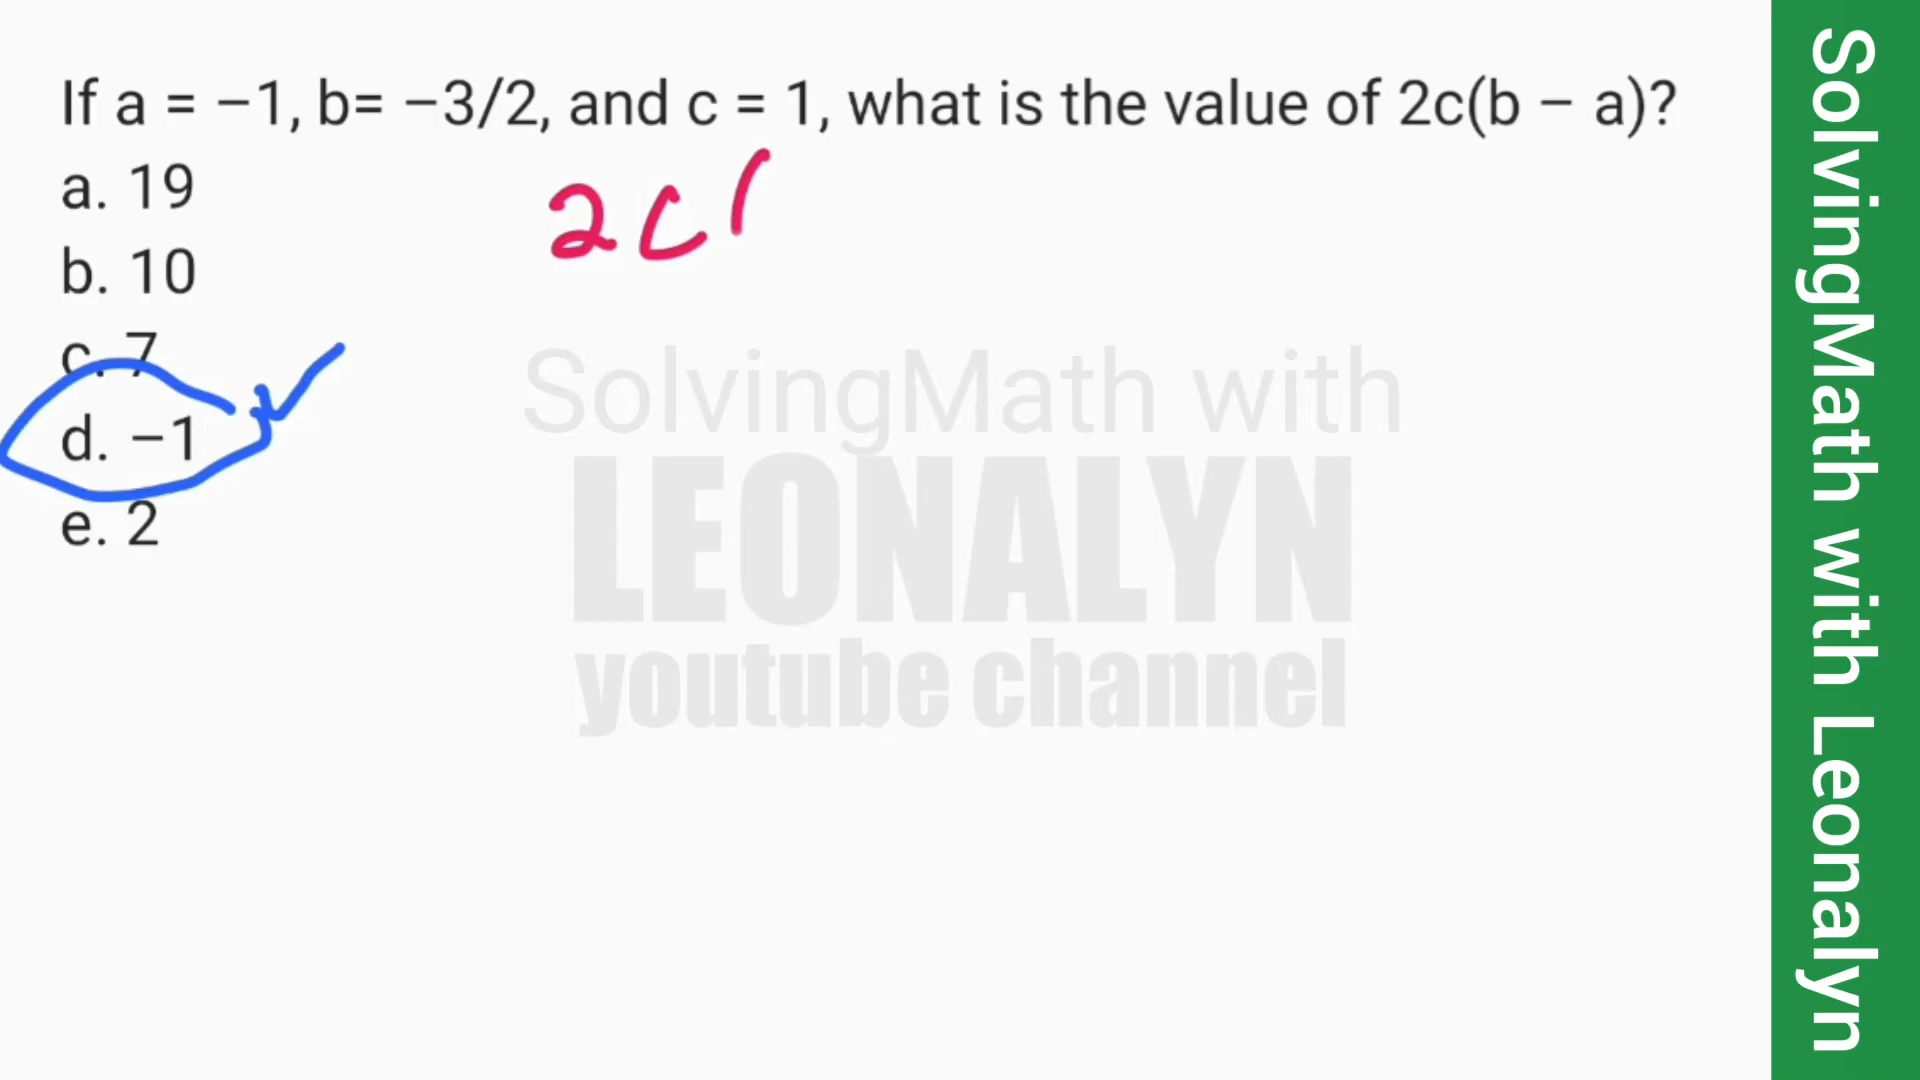 If a = −1, b= −3/2, and c = 1, what is the value of 2c(b − a)?
a. 19
2c(
b. 10
c. 7
d. −1
e. 2
SolvingMath with
LEONALYN
youtube channel
SolvingMath with Leonalyn